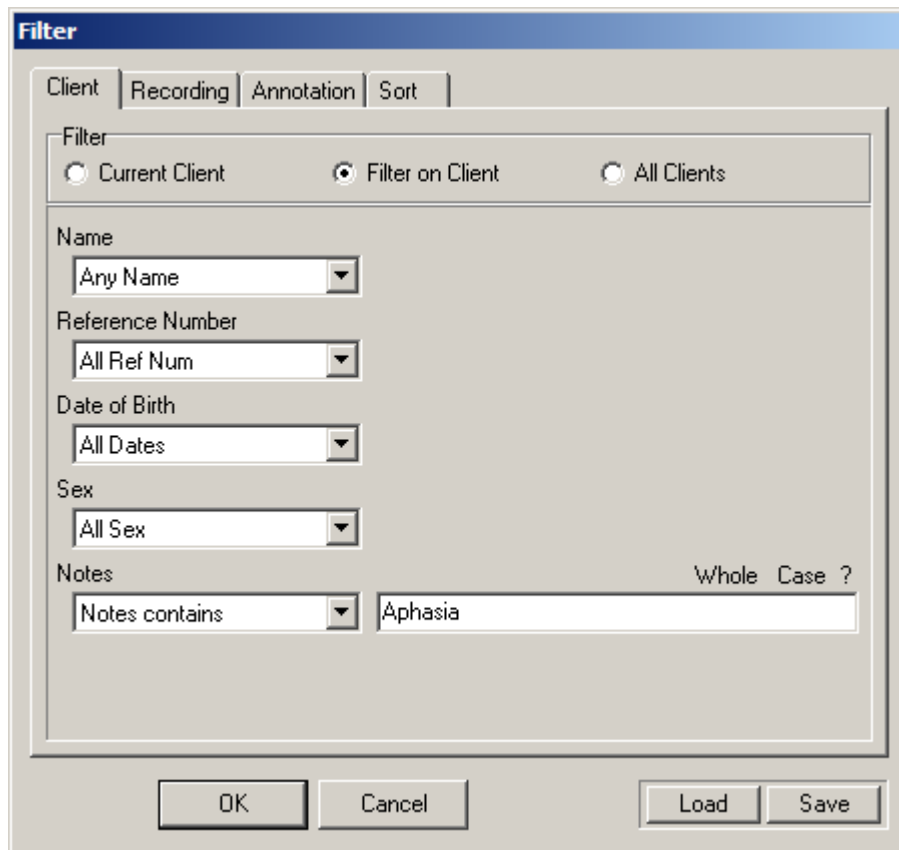 Filter
Client Recording Annotation Sort
Filter
Current Client Filter on Client All Clients
Name
Any Name
Reference Number
All Ref Num
Date of Birth
All Dates
Sex
All Sex
Notes Whole Case ?
Notes contains Aphasia
OK Cancel Load Save